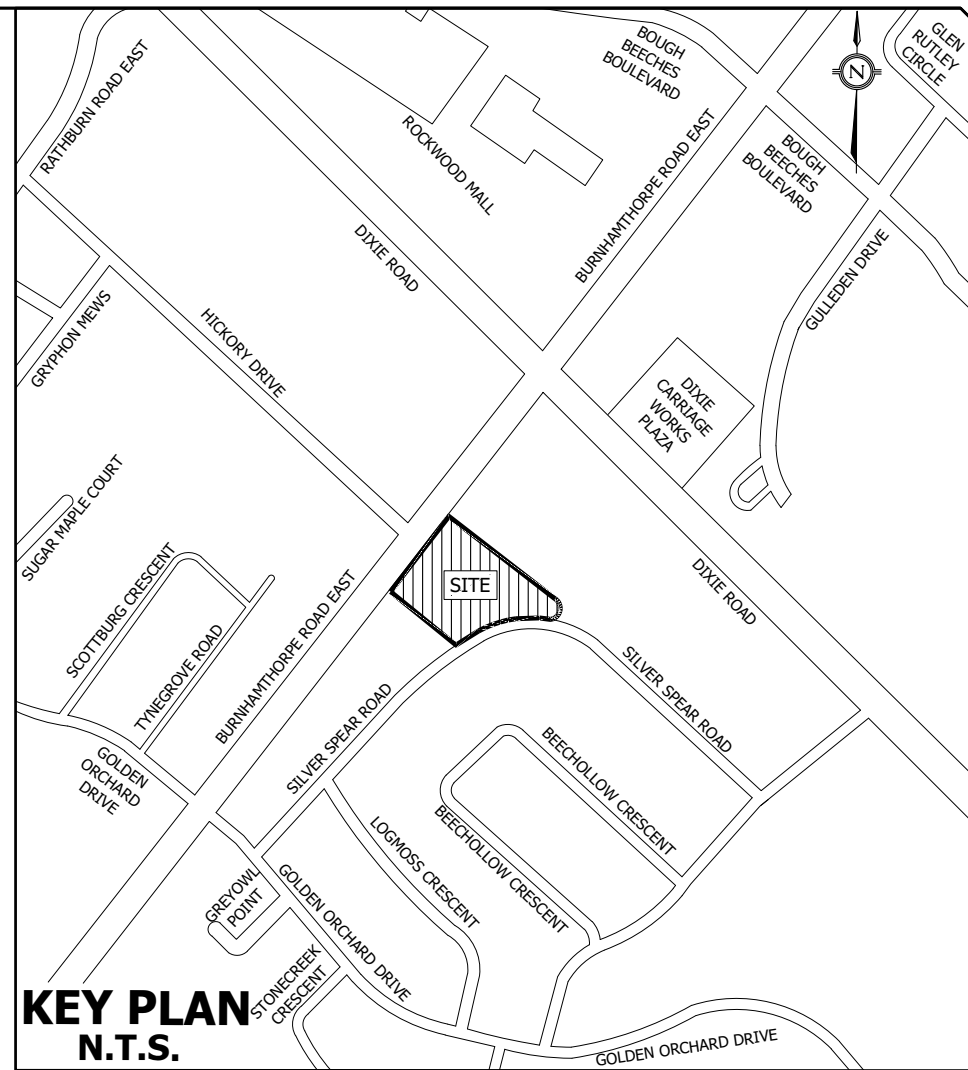 RATHBURN ROAD EAST
BOUGH
BEECHES
BOULEVARD
GLEN
RUTLEY
CIRCLE
N
ROCKWOOD MALL
BURNHAMTHORPE ROAD EAST
BOUGH
BEECHES
BOULEVARD
DIXIE ROAD
GULLEDEN DRIVE
GRYPHON MEWS
HICKORY DRIVE
DIXIE
CARRIAGE
WORKS
PLAZA
SUGAR MAPLE COURT
SCOTTBURG CRESCENT
SITE
DIXIE ROAD
TYNEGROVE ROAD
BURNHAMTHORPE ROAD EAST
SILVER SPEAR ROAD
SILVER SPEAR ROAD
GOLDEN
ORCHARD
DRIVE
BEECHOLLOW CRESCENT
BEECHOLLOW CRESCENT
LOGMOSS CRESCENT
GREYOWL
POINT
GOLDEN ORCHARD DRIVE
STONECREEK
CRESCENT
GOLDEN ORCHARD DRIVE
KEY PLAN
N.T.S.